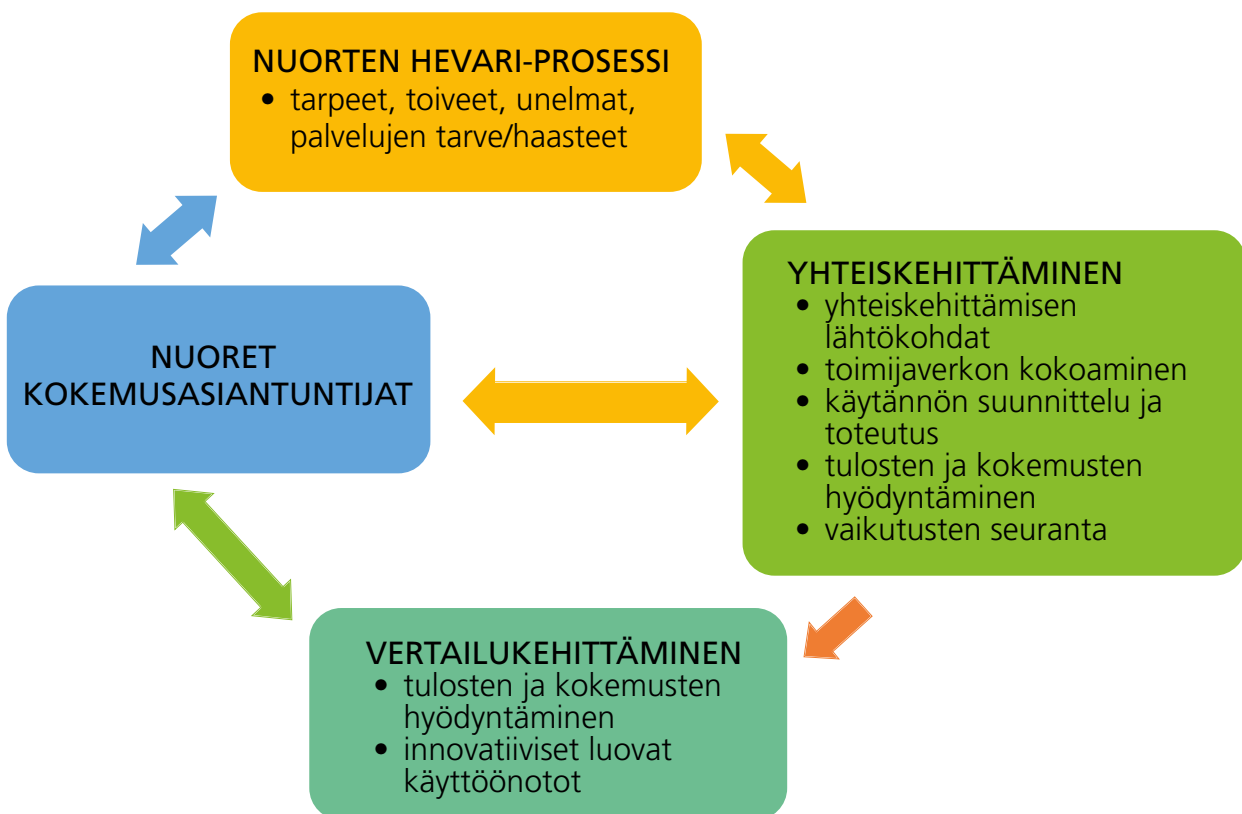 NUORTEN HEVARI-PROSESSI
• tarpeet, toiveet, unelmat,
palvelujen tarve/haasteet
YHTEISKEHITTÄMINEN
• yhteiskehittämisen
lähtökohdat
• toimijaverkon kokoaminen
• käytännön suunnittelu ja
toteutus
• tulosten ja kokemusten
hyödyntäminen
• vaikutusten seuranta
NUORET
KOKEMUSASIANTUNTIJAT
VERTAILUKEHITTÄMINEN
• tulosten ja kokemusten
hyödyntäminen
• innovatiiviset luovat
käyttöönotot